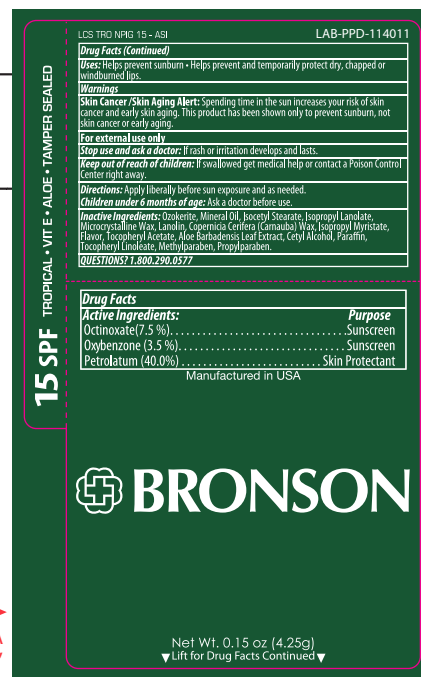 LCS TRO NPIG 15 - ASI
LAB-PPD-114011
Drug Facts (Continued)
Uses: Helps prevent sunburn • Helps prevent and temporarily protect dry, chapped or
windburned lips.
Warnings
Skin Cancer /Skin Aging Alert: Spending time in the sun increases your risk of skin
cancer and early skin aging. This product has been shown only to prevent sunburn, not
skin cancer or early aging.
For external use only
Stop use and ask a doctor: If rash or irritation develops and lasts.
Keep out of reach of children: If swallowed get medical help or contact a Poison Control
Center right away.
Directions: Apply liberally before sun exposure and as needed.
Children under 6 months of age: Ask a doctor before use.
Inactive Ingredients: Ozokerite, Mineral Oil, Isocetyl Stearate, Isopropyl Lanolate,
Microcrystalline Wax, Lanolin, Copernicia Cerifera (Carnauba) Wax, Isopropyl Myristate,
Flavor, Tocopheryl Acetate, Aloe Barbadensis Leaf Extract, Cetyl Alcohol, Paraffin,
Tocopheryl Linoleate, Methylparaben, Propylparaben.
QUESTIONS? 1.800.290.0577
15 SPF TROPICAL • VIT E • ALOE • TAMPER SEALED
Drug Facts
Active Ingredients: Purpose
Octinoxate(7.5 %)..............................Sunscreen
Oxybenzone (3.5 %)..............................Sunscreen
Petrolatum (40.0%) ........................Skin Protectant
Manufactured in USA
BRONSON
Net Wt. 0.15 oz (4.25g)
▼Lift for Drug Facts Continued▼